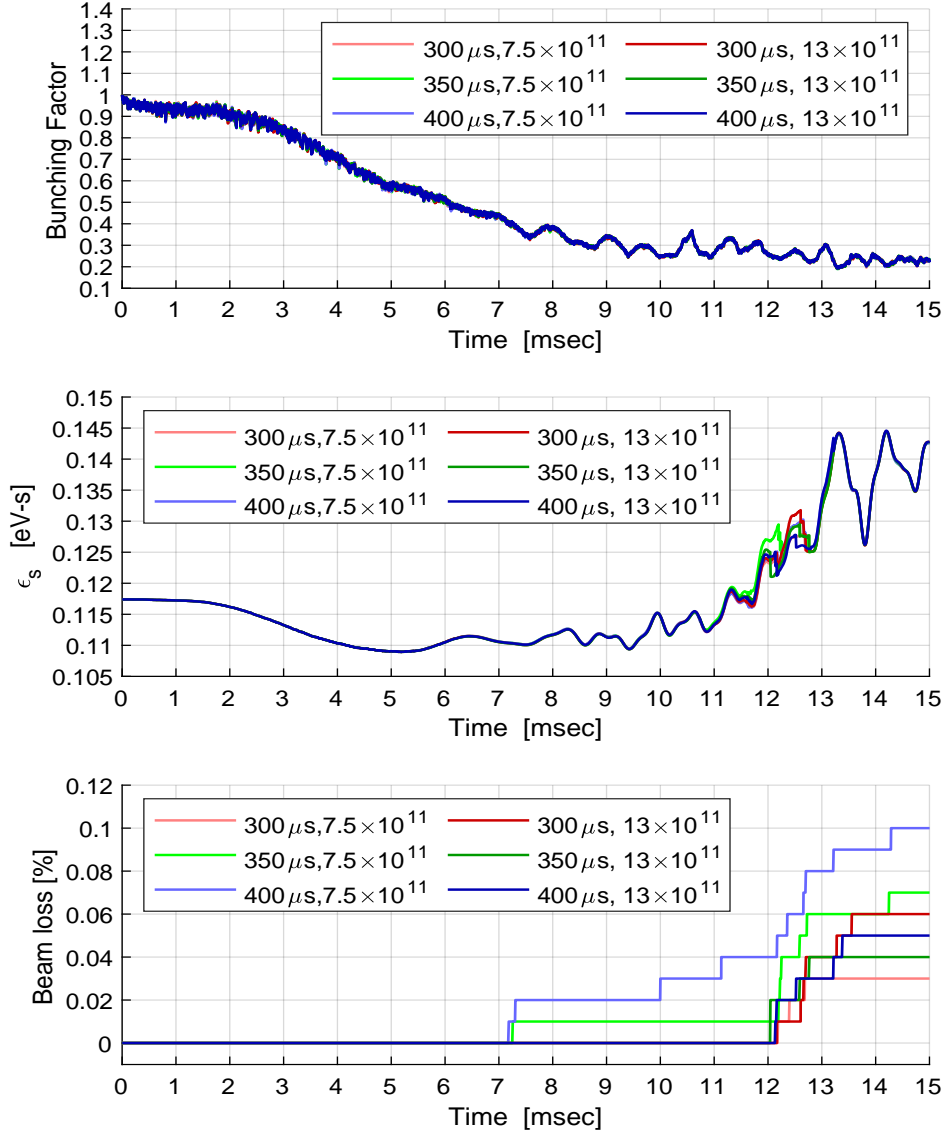 1.4
1.3
1.2
1.1
1
0.9
0.8
0.7
0.6
0.5
0.4
0.3
0.2
0.1
Bunching Factor
300 μs,7.5×10^11 300 μs, 13×10^11
350 μs,7.5×10^11 350 μs, 13×10^11
400 μs,7.5×10^11 400 μs, 13×10^11
0 1 2 3 4 5 6 7 8 9 10 11 12 13 14 15
Time [msec]
0.15
0.145
0.14
0.135
0.13
0.125
0.12
0.115
0.11
0.105
ϵ_s [eV-s]
300 μs,7.5×10^11 300 μs, 13×10^11
350 μs,7.5×10^11 350 μs, 13×10^11
400 μs,7.5×10^11 400 μs, 13×10^11
0 1 2 3 4 5 6 7 8 9 10 11 12 13 14 15
Time [msec]
0.12
0.1
0.08
0.06
0.04
0.02
0
Beam loss [%]
300 μs,7.5×10^11 300 μs, 13×10^11
350 μs,7.5×10^11 350 μs, 13×10^11
400 μs,7.5×10^11 400 μs, 13×10^11
0 1 2 3 4 5 6 7 8 9 10 11 12 13 14 15
Time [msec]